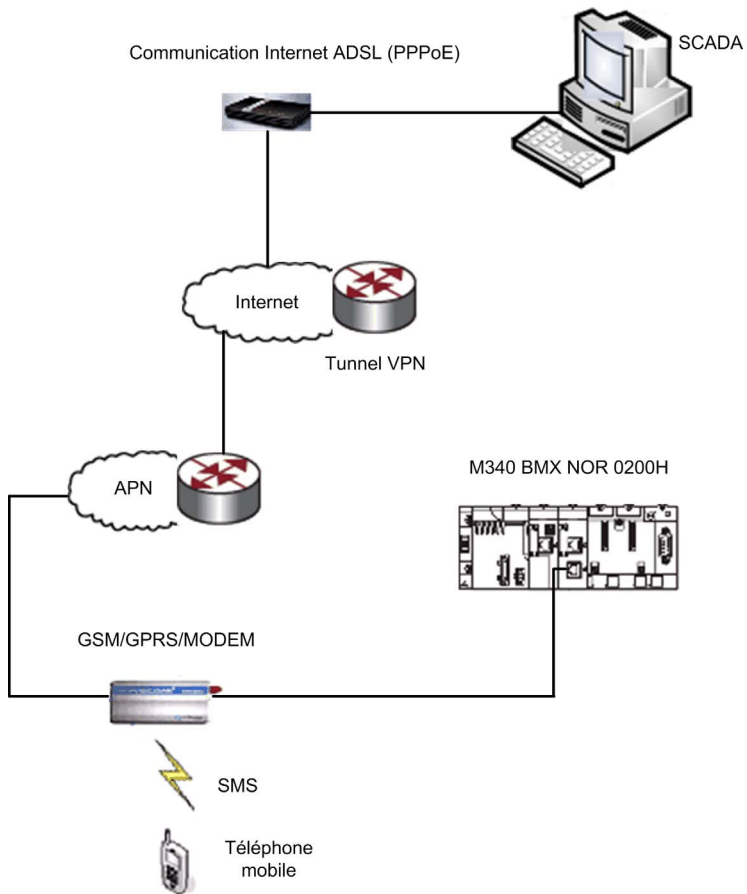 Communication Internet ADSL (PPPoE)
SCADA
Internet
Tunnel VPN
APN
M340 BMX NOR 0200H
GSM/GPRS/MODEM
SMS
Téléphone
mobile